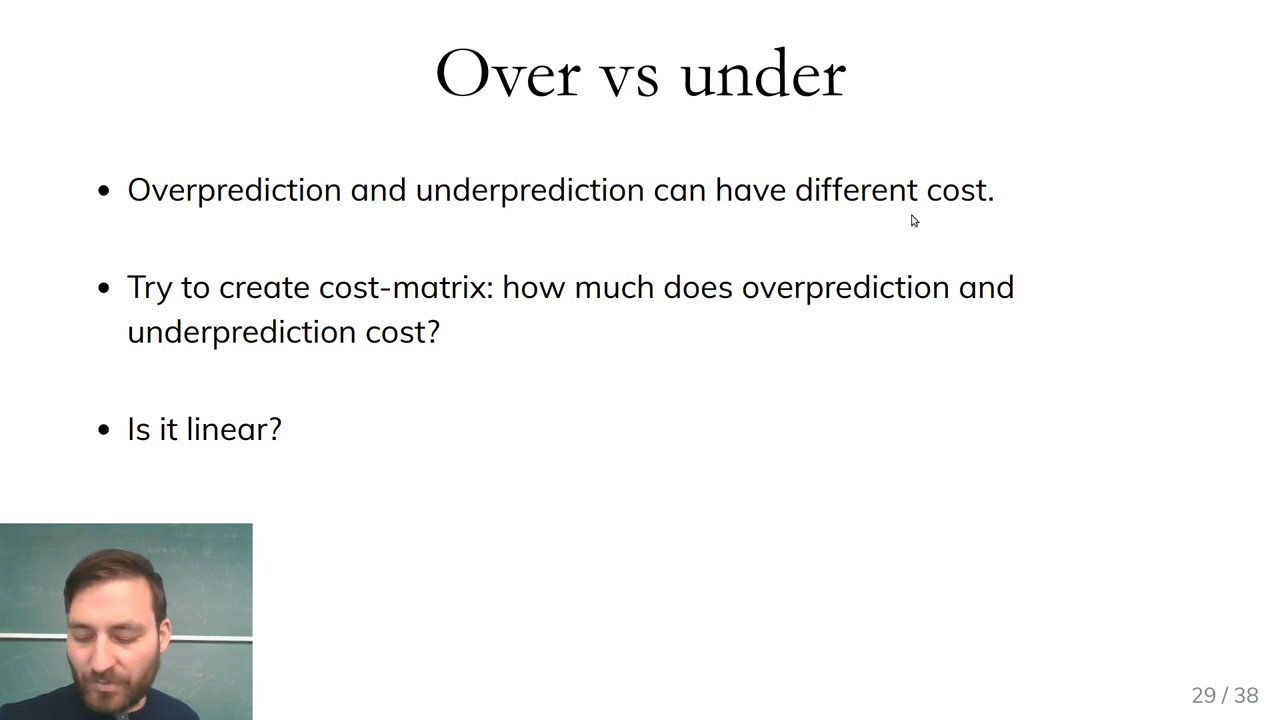 Over vs under
• Overprediction and underprediction can have different cost.
• Try to create cost-matrix: how much does overprediction and
underprediction cost?
• Is it linear?
29 / 38